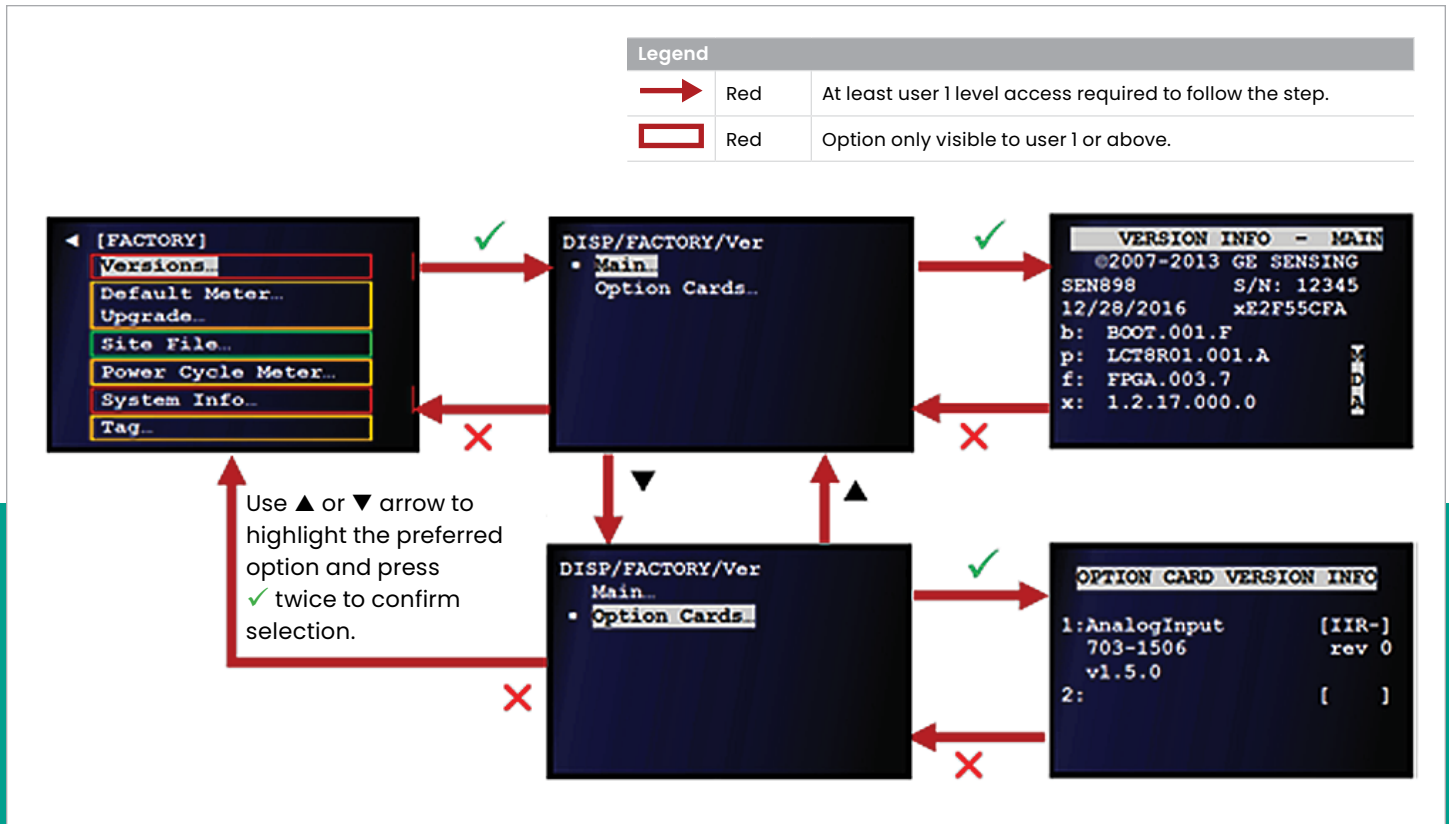 Legend
Red At least user 1 level access required to follow the step.
Red Option only visible to user 1 or above.
◄ [FACTORY]
Versions…
Default Meter…
Upgrade…
Site File…
Power Cycle Meter…
System Info…
Tag…
✓
DISP/FACTORY/Ver
• Main…
Option Cards…
✓
VERSION INFO - MAIN
©2007-2013 GE SENSING
SEN898 S/N: 12345
12/28/2016 xE2F55CFA
b: BOOT.001.F
p: LCT8R01.001.A
f: FPGA.003.7 D
x: 1.2.17.000.0 A
✕
✕
Use ▲ or ▼ arrow to
highlight the preferred
option and press
✓ twice to confirm
selection.
▼
▲
DISP/FACTORY/Ver
Main…
• Option Cards…
✓
OPTION CARD VERSION INFO
1:AnalogInput [IIR-]
703-1506 rev 0
v1.5.0
2: [ ]
✕
✕